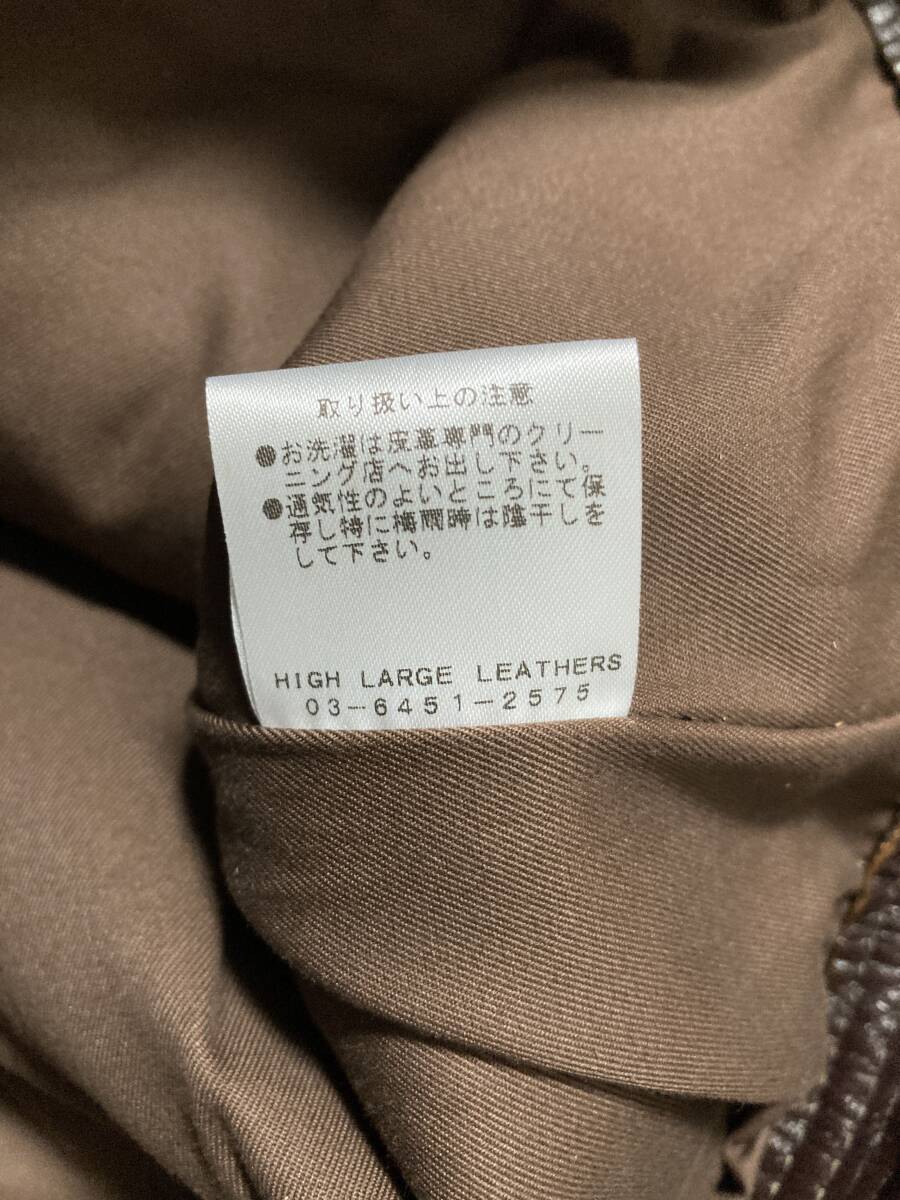 取り扱い上の注意
●お洗濯は皮革専門のクリー
ニング店へお出し下さい。
●通気性のよいところにて保
存し特に梅雨時は陰干しを
して下さい。
HIGH LARGE LEATHERS
03-6451-2575